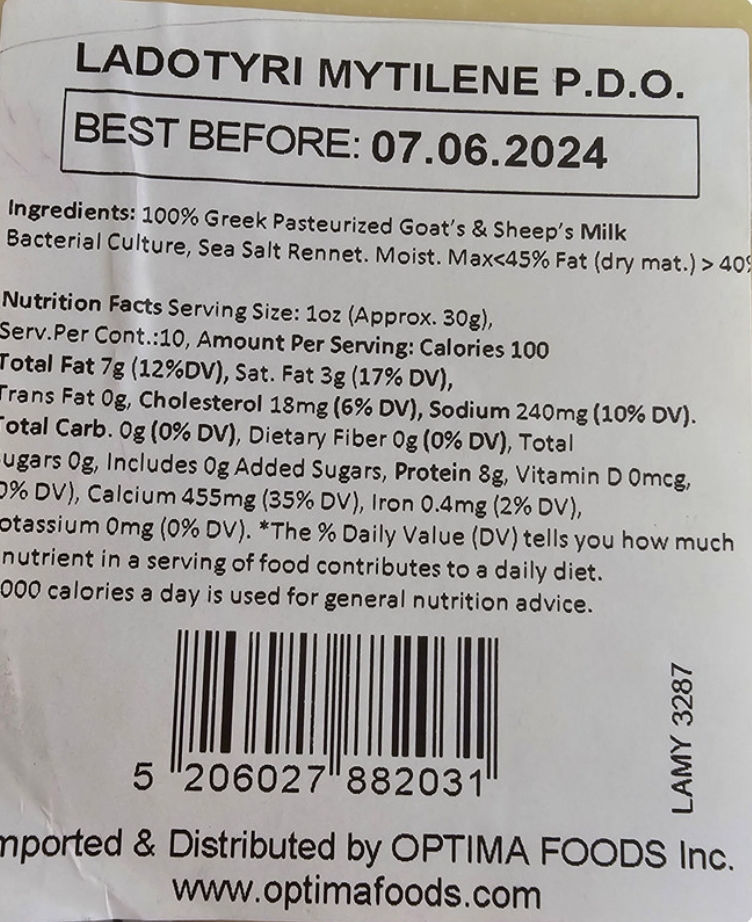 LADOTYRI MYTILENE P.D.O.
BEST BEFORE: 07.06.2024
Ingredients: 100% Greek Pasteurized Goat's & Sheep's Milk
Bacterial Culture, Sea Salt Rennet. Moist. Max<45% Fat (dry mat.) > 40%
Nutrition Facts Serving Size: 1oz (Approx. 30g),
Serv.Per Cont.:10, Amount Per Serving: Calories 100
Total Fat 7g (12%DV), Sat. Fat 3g (17% DV),
Trans Fat 0g, Cholesterol 18mg (6% DV), Sodium 240mg (10% DV).
Total Carb. 0g (0% DV), Dietary Fiber 0g (0% DV), Total
ugars 0g, Includes 0g Added Sugars, Protein 8g, Vitamin D 0mcg,
0% DV), Calcium 455mg (35% DV), Iron 0.4mg (2% DV),
otassium 0mg (0% DV). *The % Daily Value (DV) tells you how much
nutrient in a serving of food contributes to a daily diet.
000 calories a day is used for general nutrition advice.
5 206027 882031
LAMY 3287
mported & Distributed by OPTIMA FOODS Inc.
www.optimafoods.com